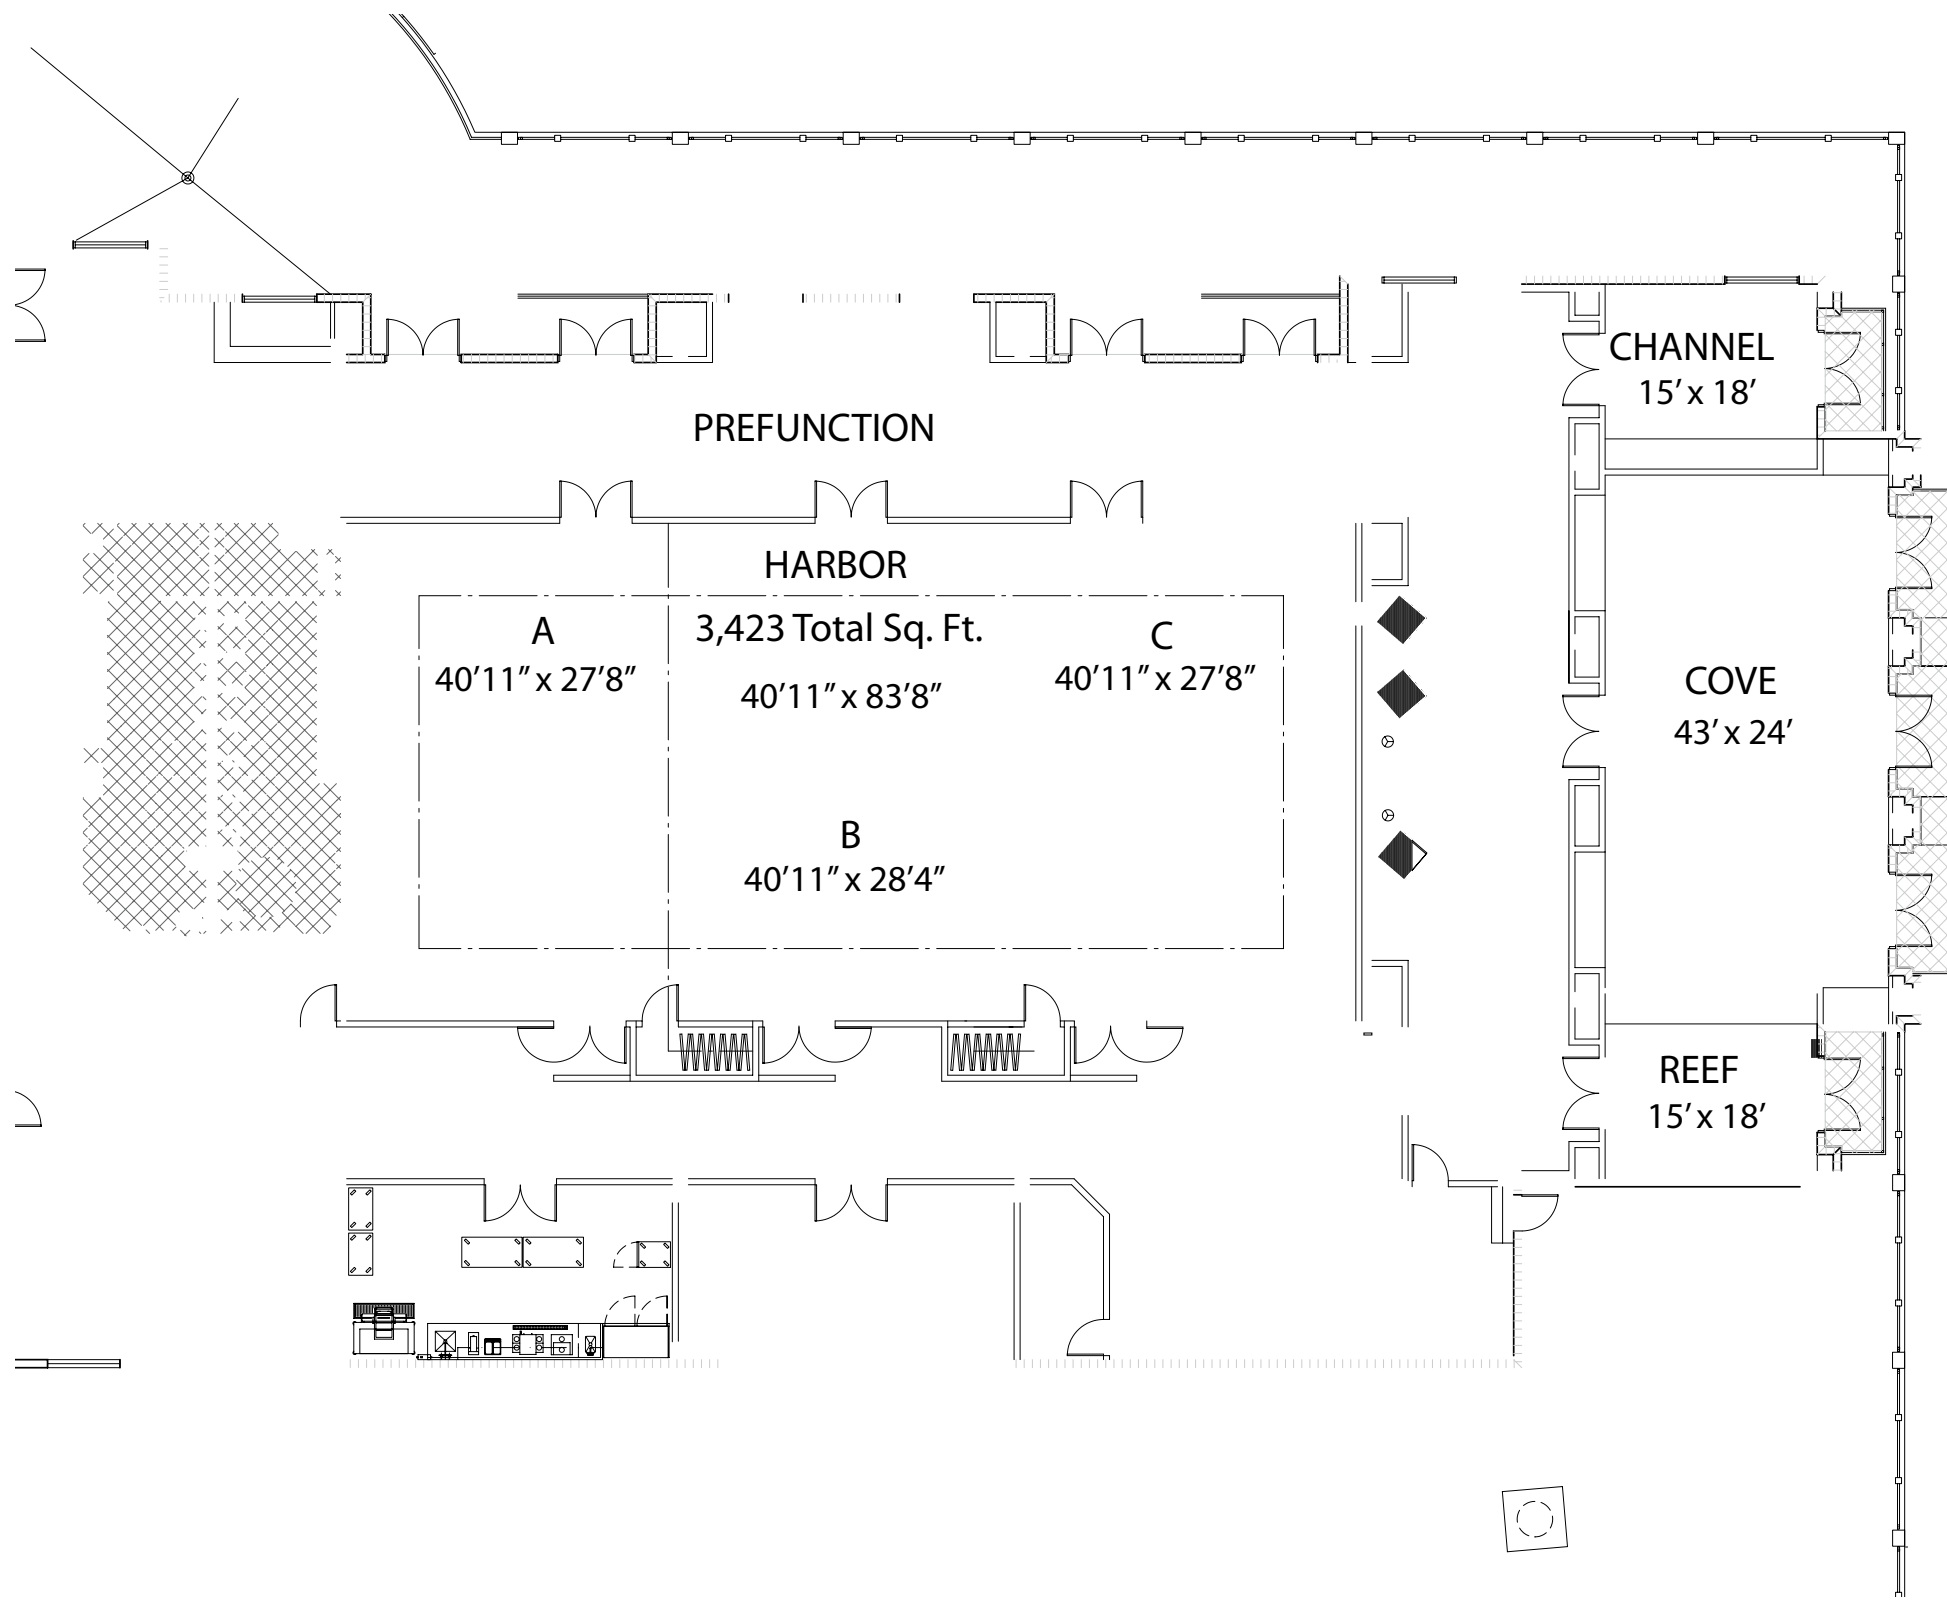 CHANNEL
15’ x 18’
PREFUNCTION
HARBOR
3,423 Total Sq. Ft.
40’11” x 83’8”
A
40’11” x 27’8”
C
40’11” x 27’8”
B
40’11” x 28’4”
COVE
43’ x 24’
REEF
15’ x 18’